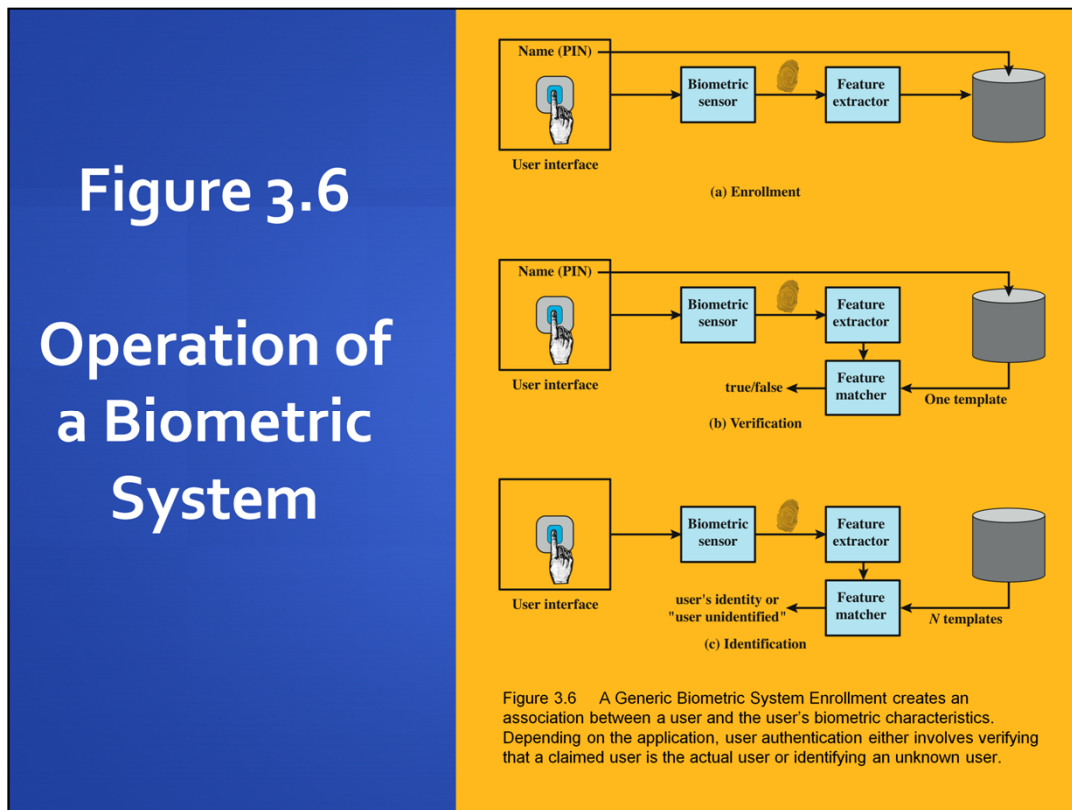 Figure 3.6
Operation of
a Biometric
System
Name (PIN)
Biometric
sensor
Feature
extractor
User interface
(a) Enrollment
Name (PIN)
Biometric
sensor
Feature
extractor
User interface
true/false
Feature
matcher
One template
(b) Verification
Biometric
sensor
Feature
extractor
User interface
user's identity or
"user unidentified"
Feature
matcher
N templates
(c) Identification
Figure 3.6 A Generic Biometric System Enrollment creates an
association between a user and the user’s biometric characteristics.
Depending on the application, user authentication either involves verifying
that a claimed user is the actual user or identifying an unknown user.